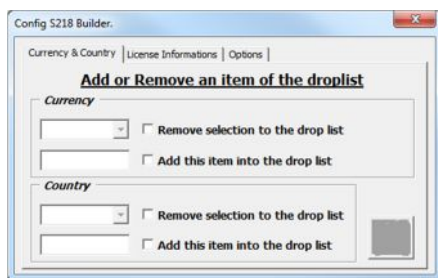 Config S218 Builder.
Currency & Country License Informations Options
Add or Remove an item of the droplist
Currency
Remove selection to the drop list
Add this item into the drop list
Country
Remove selection to the drop list
Add this item into the drop list